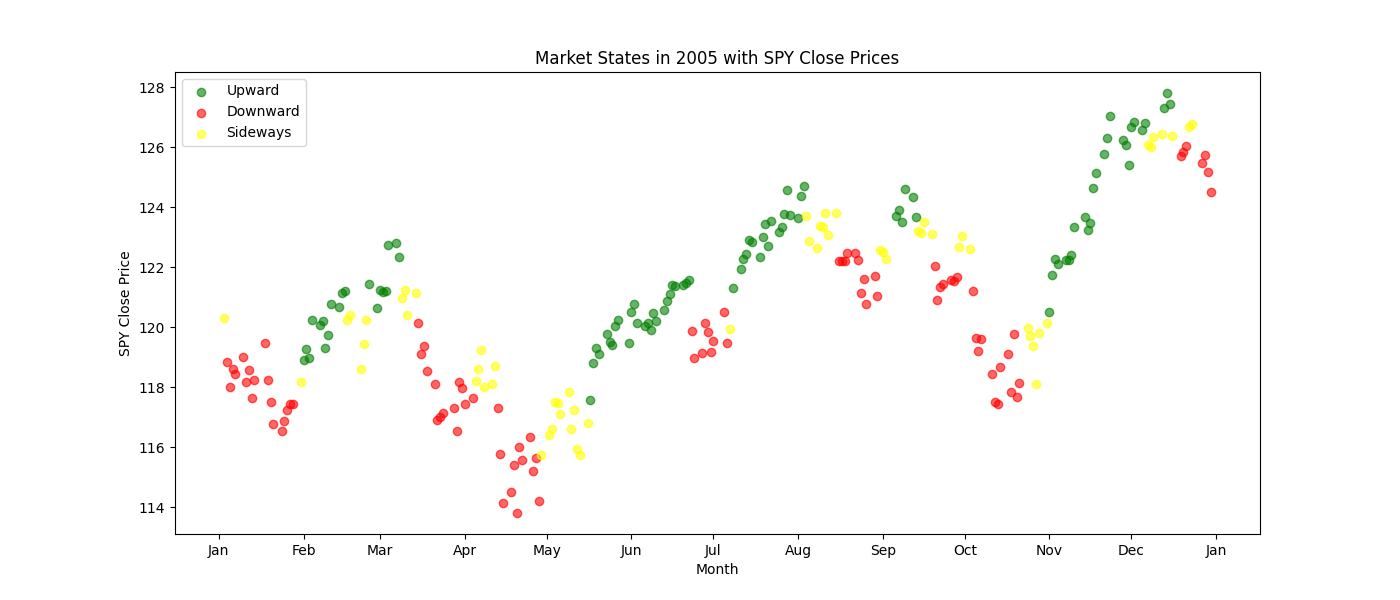 Market States in 2005 with SPY Close Prices
Upward
Downward
Sideways
SPY Close Price
128
126
124
122
120
118
116
114
Jan Feb Mar Apr May Jun Jul Aug Sep Oct Nov Dec Jan
Month